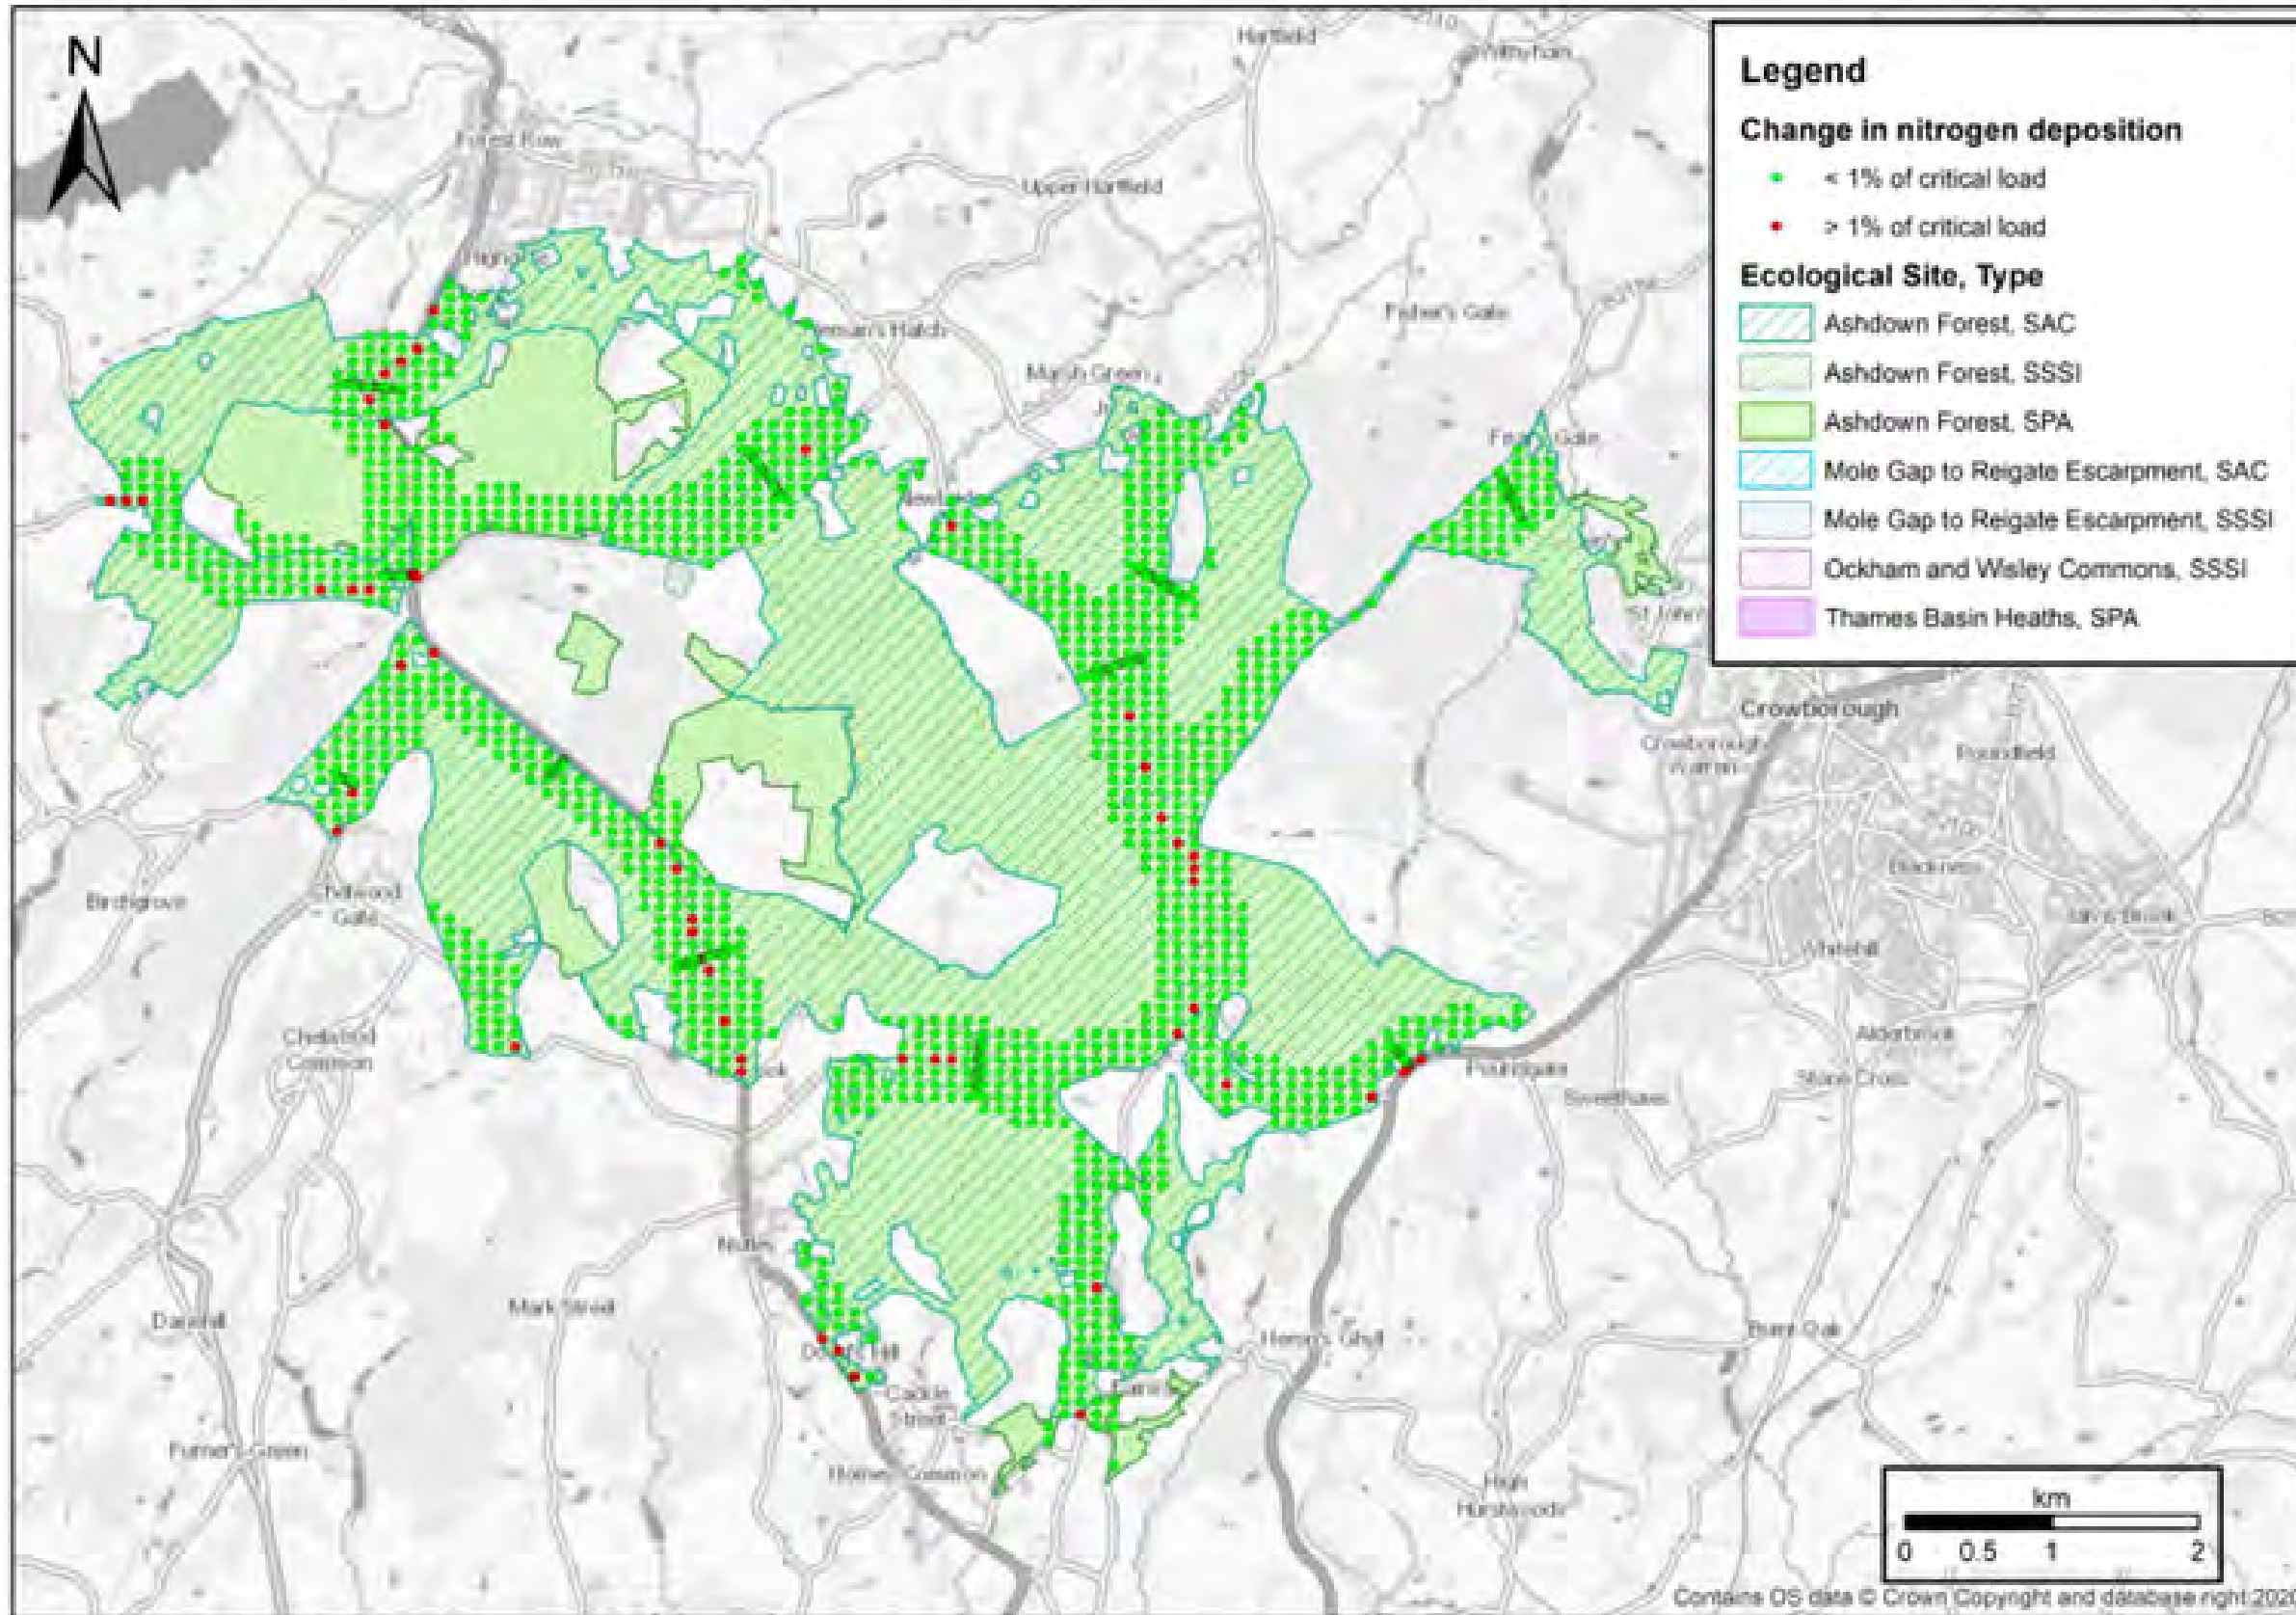 N
Hartfield
Withyham
Forest Row
Upper Hartfield
Fisher's Gate
Marsh Green
Crowborough
Crowborough
Warren
Poundfield
Birchgrove
Chelwood
Gate
Whitehill
Chelwood
Common
Alderbrook
Stone Cross
Poundgate
Sweethaws
Nutley
Mark Street
Danehill
Heron's Ghyll
Burnt Oak
Cackle
Street
Furner's Green
Horney Common
High
Hurstwood
Legend
Change in nitrogen deposition
< 1% of critical load
> 1% of critical load
Ecological Site, Type
Ashdown Forest, SAC
Ashdown Forest, SSSI
Ashdown Forest, SPA
Mole Gap to Reigate Escarpment, SAC
Mole Gap to Reigate Escarpment, SSSI
Ockham and Wisley Commons, SSSI
Thames Basin Heaths, SPA
km
0 0.5 1 2
Contains OS data © Crown Copyright and database right 2020